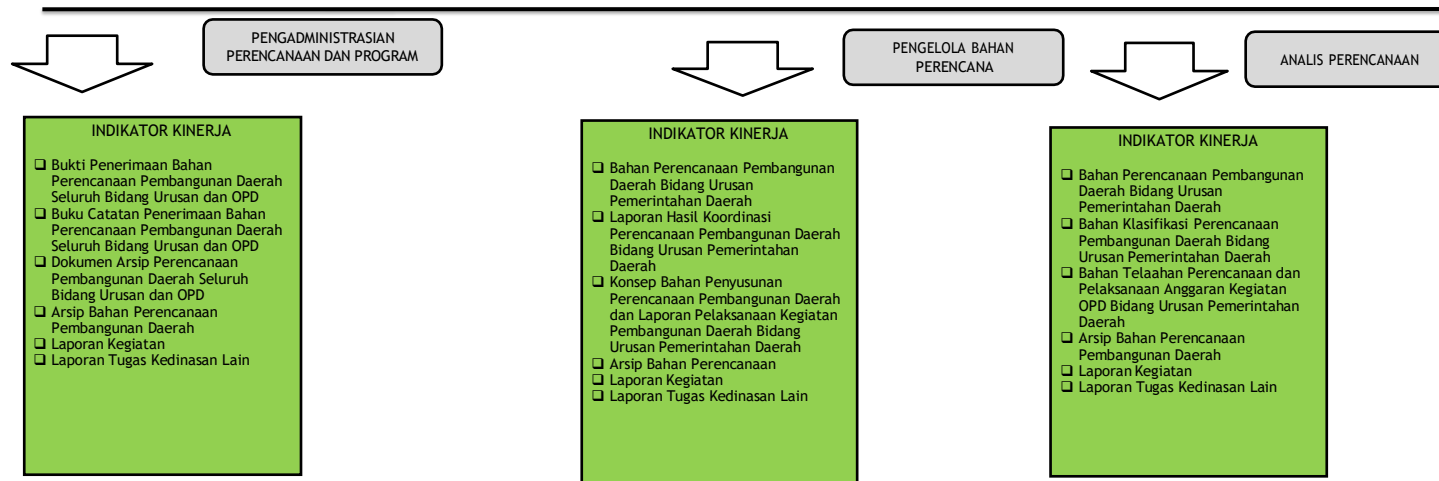 PENGADMINISTRASIAN
PERENCANAAN DAN PROGRAM
PENGELOLA BAHAN
PERENCANA
ANALIS PERENCANAAN
INDIKATOR KINERJA
❑ Bukti Penerimaan Bahan
Perencanaan Pembangunan Daerah
Seluruh Bidang Urusan dan OPD
❑ Buku Catatan Penerimaan Bahan
Perencanaan Pembangunan Daerah
Seluruh Bidang Urusan dan OPD
❑ Dokumen Arsip Perencanaan
Pembangunan Daerah Seluruh
Bidang Urusan dan OPD
❑ Arsip Bahan Perencanaan
Pembangunan Daerah
❑ Laporan Kegiatan
❑ Laporan Tugas Kedinasan Lain
INDIKATOR KINERJA
❑ Bahan Perencanaan Pembangunan
Daerah Bidang Urusan
Pemerintahan Daerah
❑ Laporan Hasil Koordinasi
Perencanaan Pembangunan Daerah
Bidang Urusan Pemerintahan
Daerah
❑ Konsep Bahan Penyusunan
Perencanaan Pembangunan Daerah
dan Laporan Pelaksanaan Kegiatan
Pembangunan Daerah Bidang
Urusan Pemerintahan Daerah
❑ Arsip Bahan Perencanaan
❑ Laporan Kegiatan
❑ Laporan Tugas Kedinasan Lain
INDIKATOR KINERJA
❑ Bahan Perencanaan Pembangunan
Daerah Bidang Urusan
Pemerintahan Daerah
❑ Bahan Klasifikasi Perencanaan
Pembangunan Daerah Bidang
Urusan Pemerintahan Daerah
❑ Bahan Telaahan Perencanaan dan
Pelaksanaan Anggaran Kegiatan
OPD Bidang Urusan Pemerintahan
Daerah
❑ Arsip Bahan Perencanaan
Pembangunan Daerah
❑ Laporan Kegiatan
❑ Laporan Tugas Kedinasan Lain